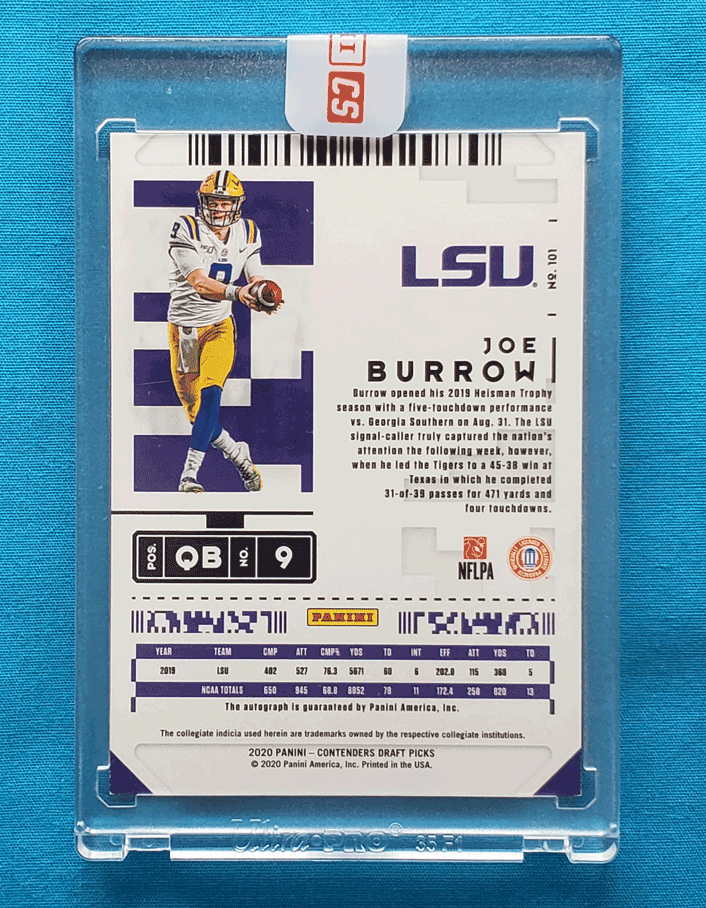 CS
LSU
No. 101
JOE
BURROW
Burrow opened his 2019 Heisman Trophy
season with a five-touchdown performance
vs. Georgia Southern on Aug. 31. The LSU
signal-caller truly captured the nation's
attention the following week, however,
when he led the Tigers to a 45-38 win at
Texas in which he completed
31-of-39 passes for 471 yards and
four touchdowns.
POS. QB NO. 9
NFLPA
PANINI
YEAR TEAM CMP ATT CMP% YDS TD INT EFF ATT YDS TD
2019 LSU 402 527 76.3 5671 60 6 202.0 115 368 5
NCAA TOTALS 650 945 68.8 8852 78 11 172.4 258 820 13
The autograph is guaranteed by Panini America, Inc.
The collegiate indicia used herein are trademarks owned by the respective collegiate institutions.
2020 PANINI – CONTENDERS DRAFT PICKS
© 2020 Panini America, Inc. Printed in the USA.
Ultra-PRO®